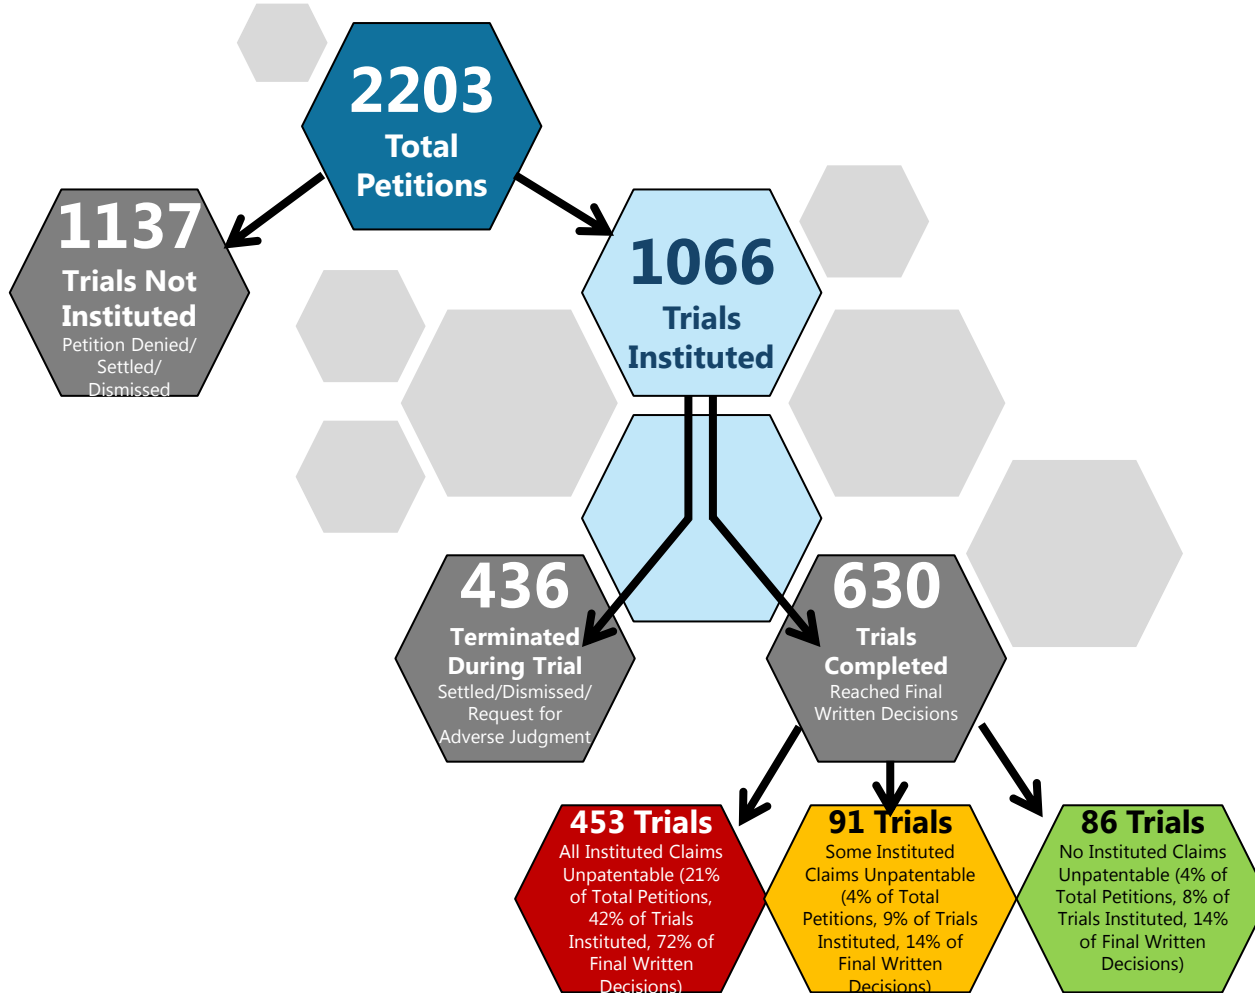 2203
Total
Petitions
1137
Trials Not
Instituted
Petition Denied/
Settled/
Dismissed
1066
Trials
Instituted
436
Terminated
During Trial
Settled/Dismissed/
Request for
Adverse Judgment
630
Trials
Completed
Reached Final
Written Decisions
453 Trials
All Instituted Claims
Unpatentable (21%
of Total Petitions,
42% of Trials
Instituted, 72% of
Final Written
Decisions)
91 Trials
Some Instituted
Claims Unpatentable
(4% of Total
Petitions, 9% of Trials
Instituted, 14% of
Final Written
Decisions)
86 Trials
No Instituted Claims
Unpatentable (4% of
Total Petitions, 8% of
Trials Instituted, 14%
of Final Written
Decisions)